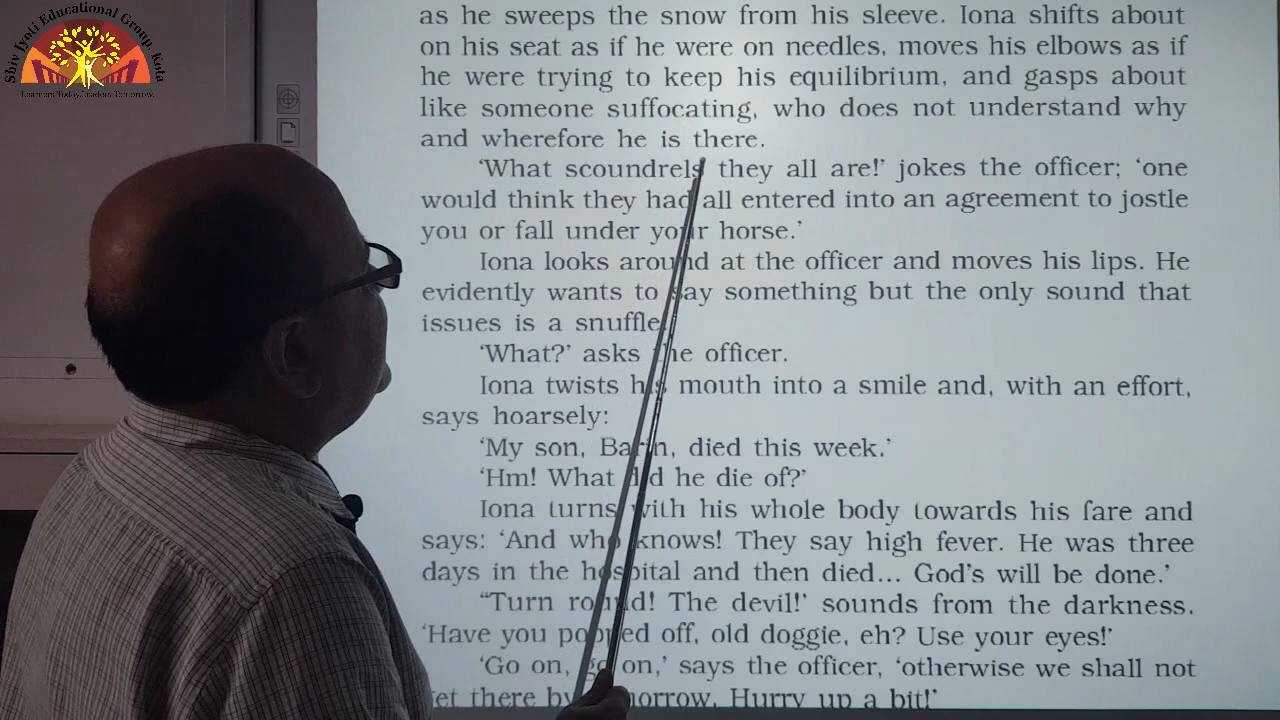 Shiv Jyoti Educational Group, Kota
Learners Today, Leaders Tomorrow.
as he sweeps the snow from his sleeve. Iona shifts about
on his seat as if he were on needles, moves his elbows as if
he were trying to keep his equilibrium, and gasps about
like someone suffocating, who does not understand why
and wherefore he is there.
‘What scoundrels they all are!’ jokes the officer; ‘one
would think they had all entered into an agreement to jostle
you or fall under your horse.’
Iona looks around at the officer and moves his lips. He
evidently wants to say something but the only sound that
issues is a snuffle.
‘What?’ asks the officer.
Iona twists his mouth into a smile and, with an effort,
says hoarsely:
‘My son, Barin, died this week.’
‘Hm! What did he die of?’
Iona turns with his whole body towards his fare and
says: ‘And who knows! They say high fever. He was three
days in the hospital and then died... God's will be done.’
“Turn round! The devil!’ sounds from the darkness.
‘Have you popped off, old doggie, eh? Use your eyes!’
‘Go on, go on,’ says the officer, ‘otherwise we shall not
get there by tomorrow. Hurry up a bit!’